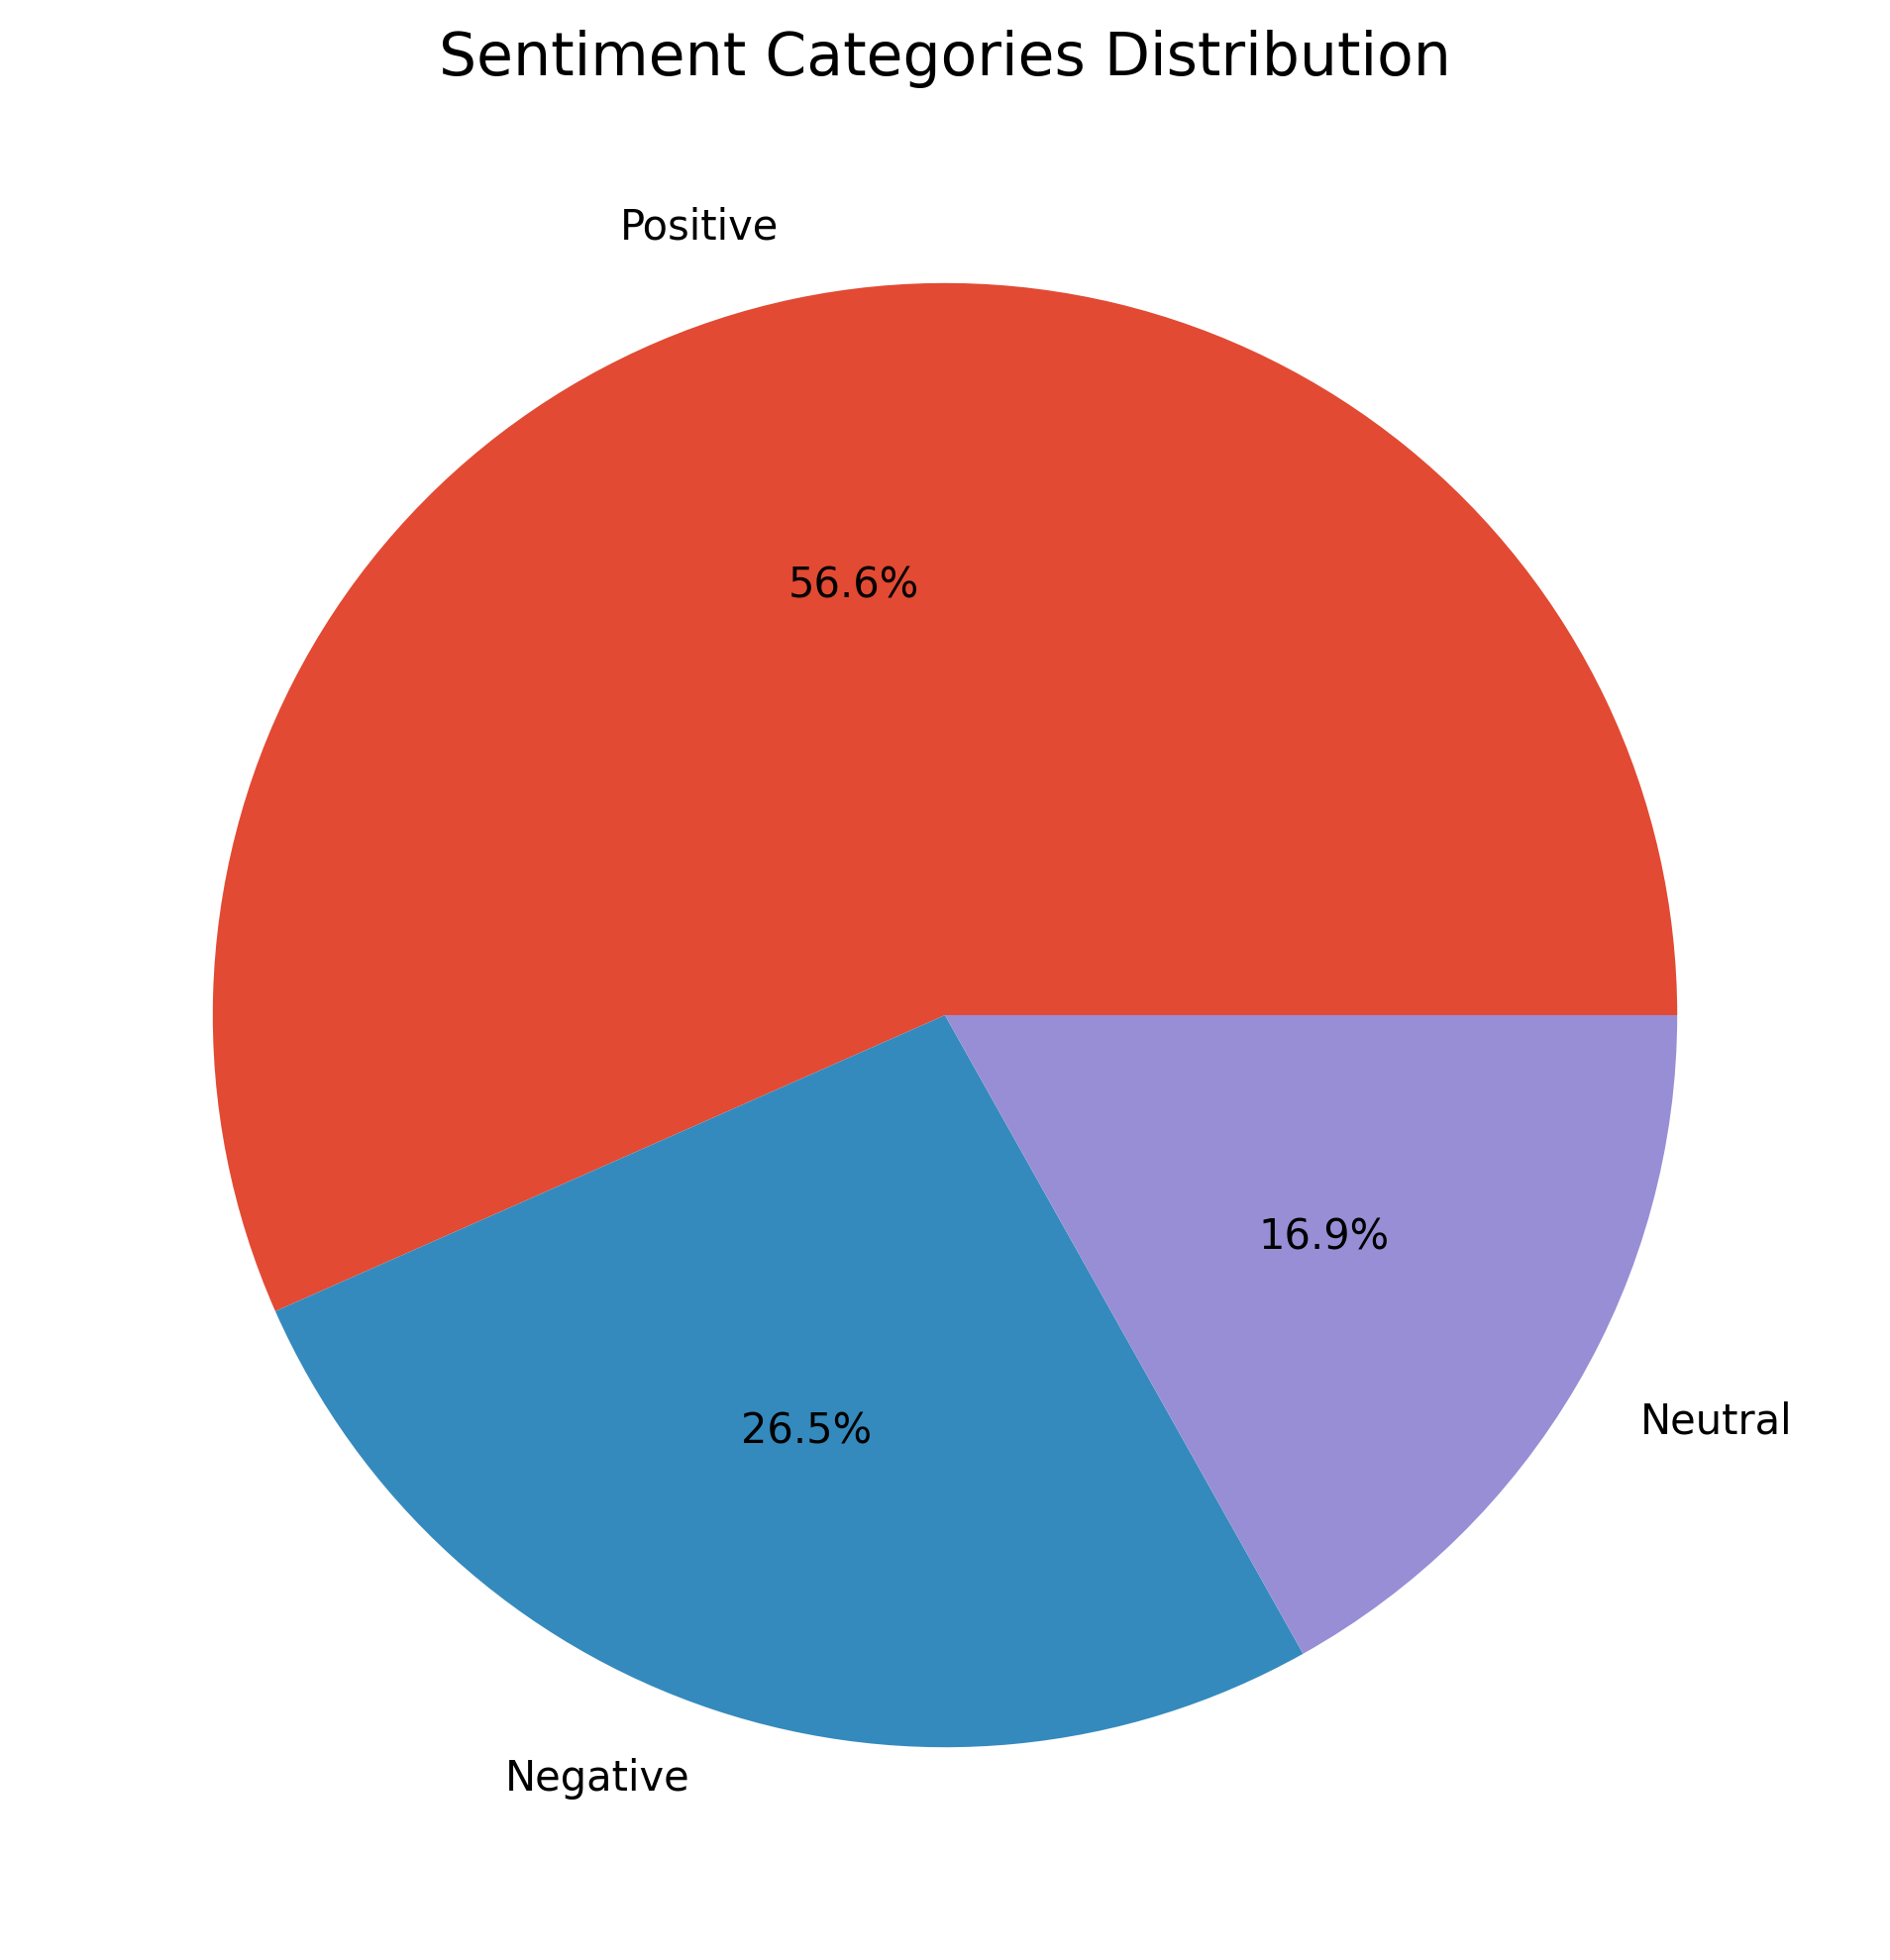 Sentiment Categories Distribution
Positive
56.6%
16.9%
Neutral
26.5%
Negative